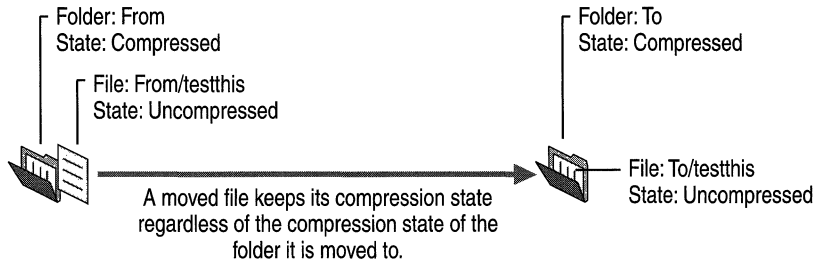 Folder: From
State: Compressed
File: From/testthis
State: Uncompressed
Folder: To
State: Compressed
File: To/testthis
State: Uncompressed
A moved file keeps its compression state
regardless of the compression state of the
folder it is moved to.